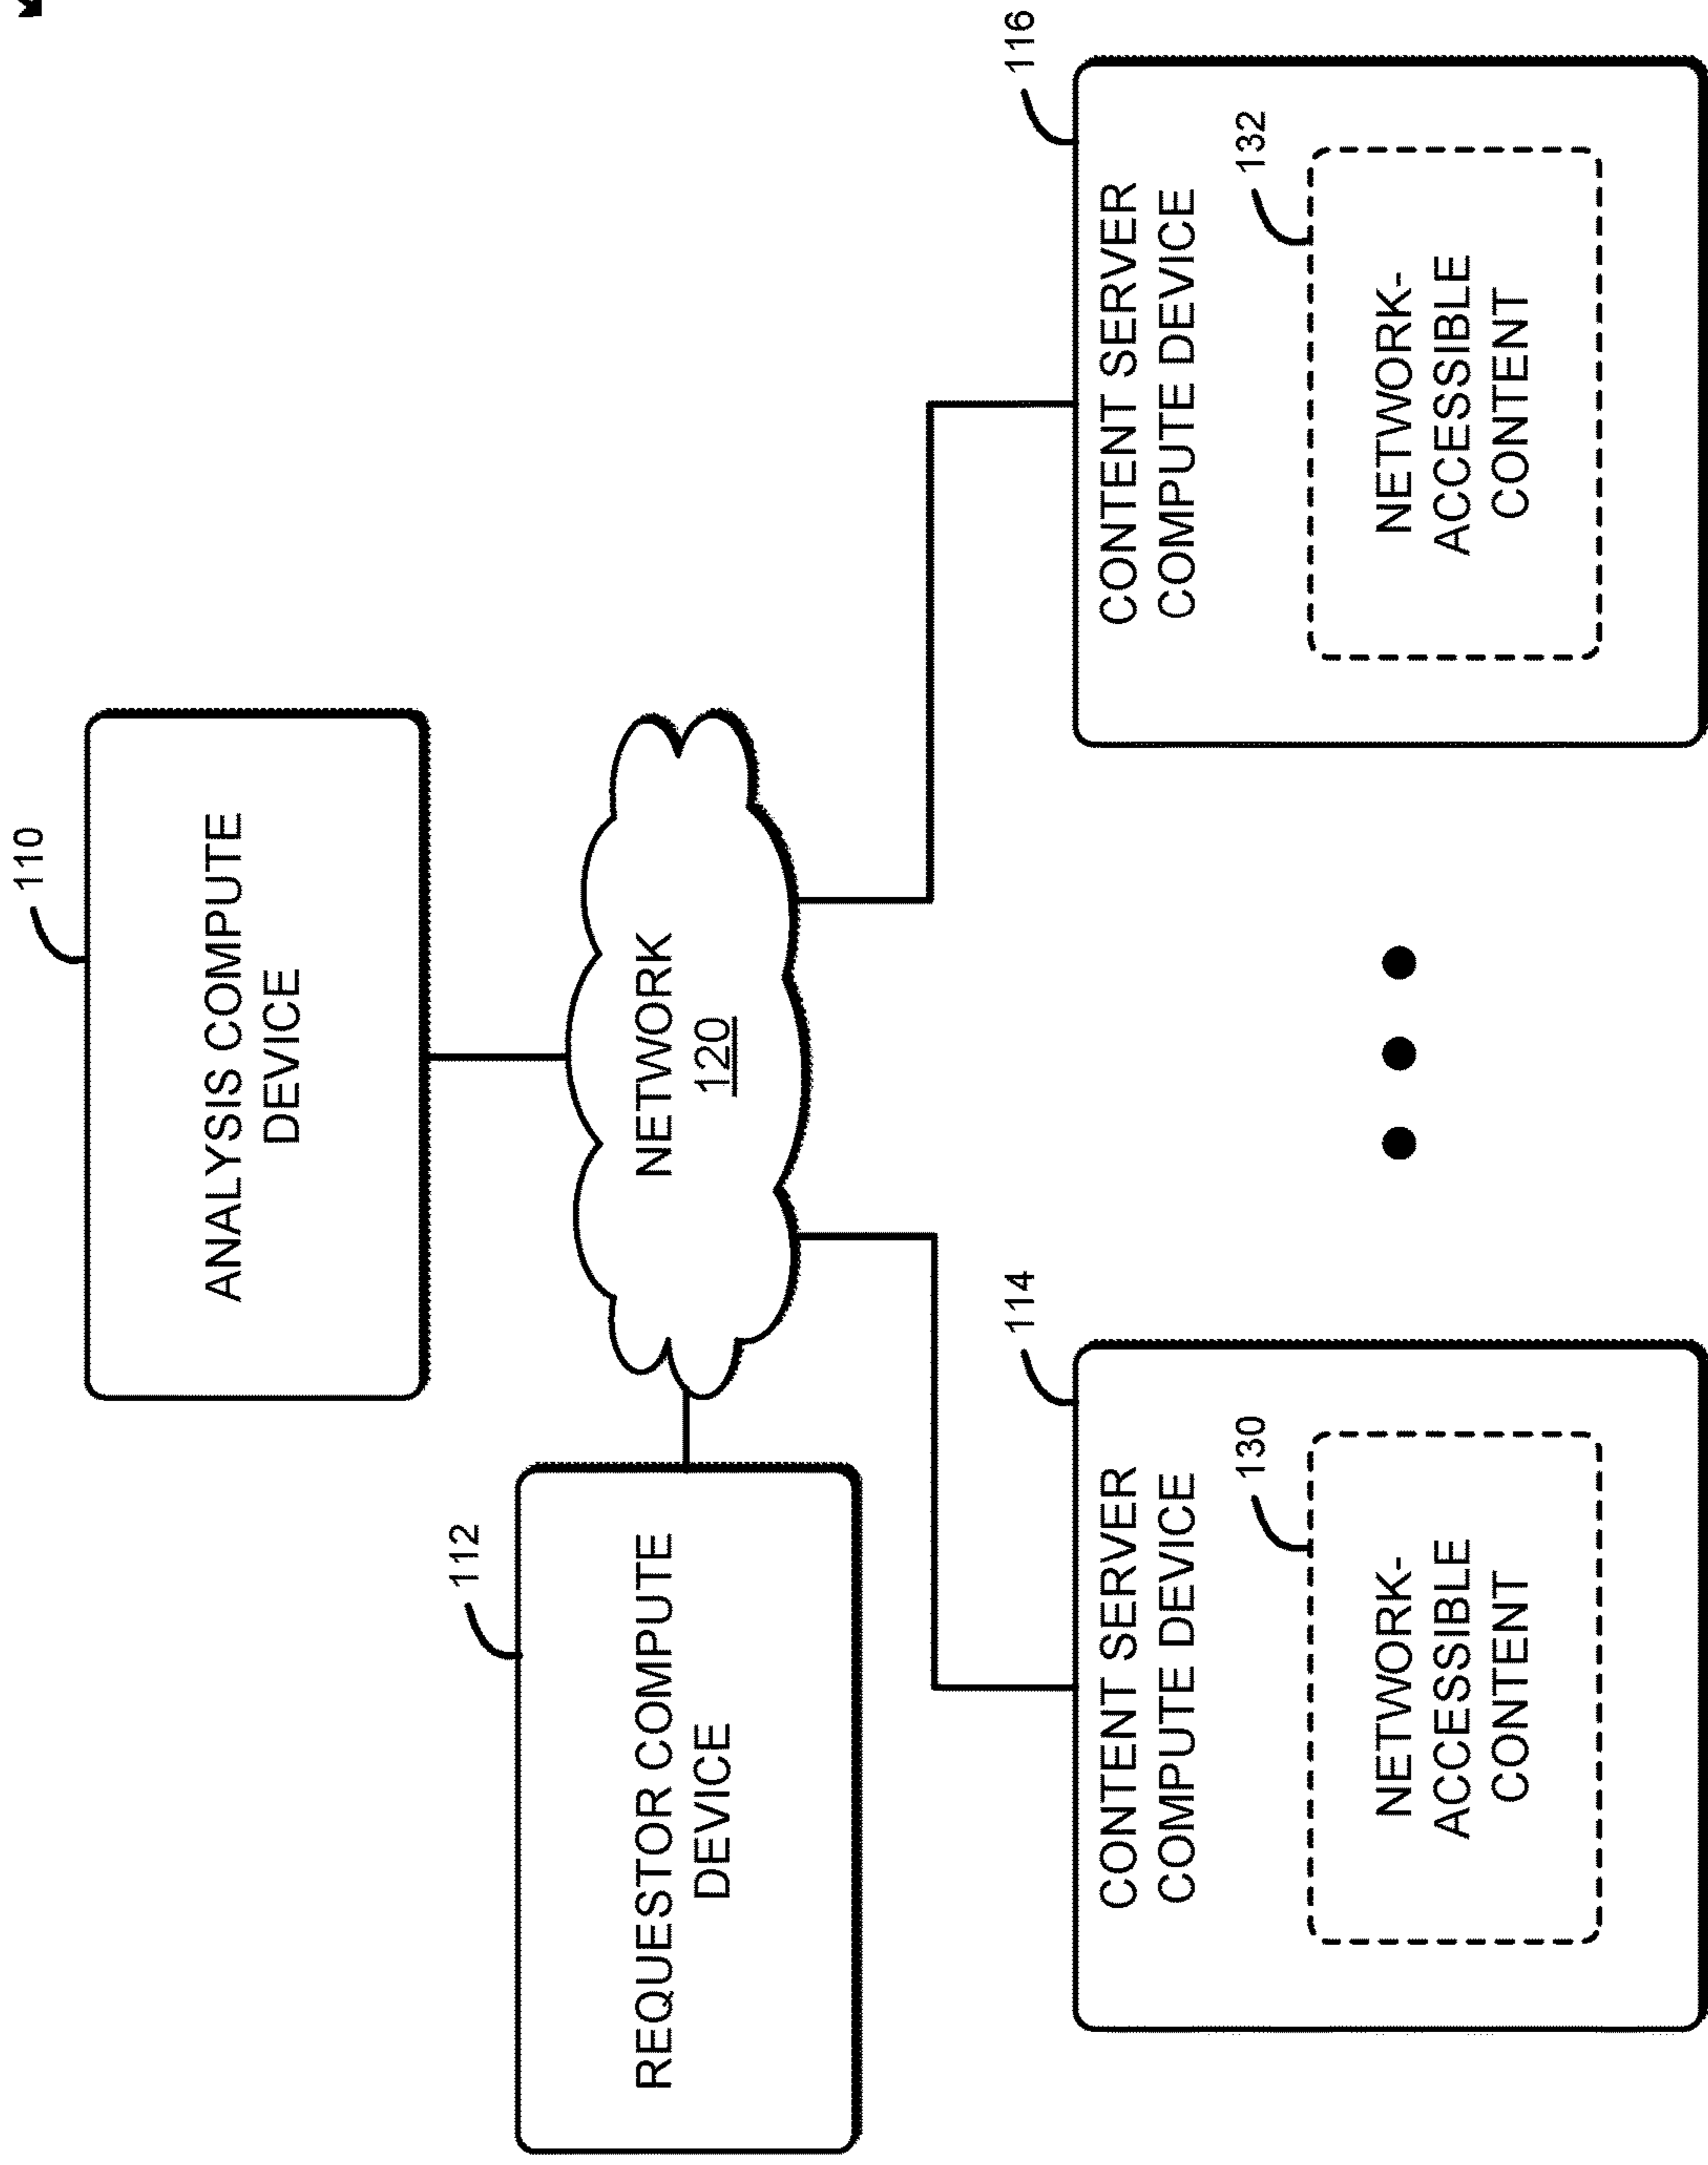 110
ANALYSIS COMPUTE
DEVICE
112
REQUESTOR COMPUTE
DEVICE
NETWORK
120
114
CONTENT SERVER
COMPUTE DEVICE
130
NETWORK-
ACCESSIBLE
CONTENT
116
CONTENT SERVER
COMPUTE DEVICE
132
NETWORK-
ACCESSIBLE
CONTENT